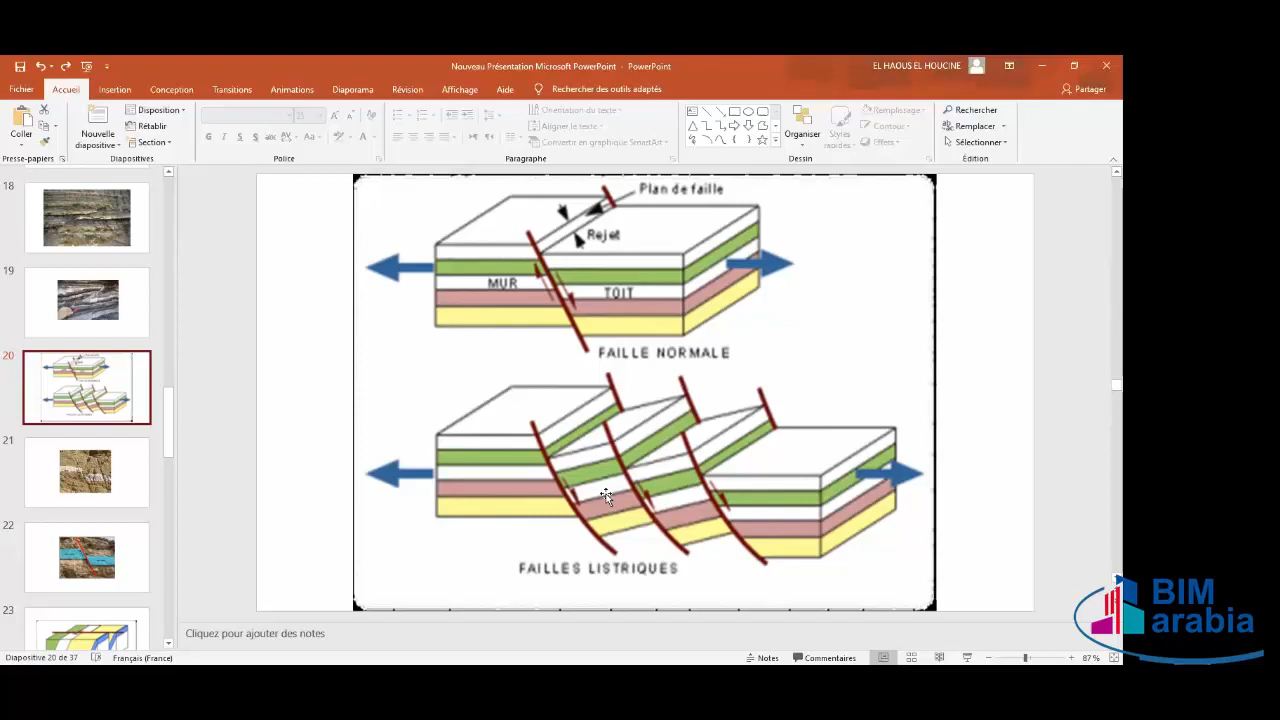 Nouveau Présentation Microsoft PowerPoint - PowerPoint
EL HAOUS EL HOUCINE
Fichier
Accueil
Insertion
Conception
Transitions
Animations
Diaporama
Révision
Affichage
Aide
Rechercher des outils adaptés
Partager
Coller
Nouvelle
diapositive
Disposition
Rétablir
Section
G I S S
Aa
A
Orientation du texte
Aligner le texte
Convertir en graphique SmartArt
Organiser
Styles
rapides
Remplissage
Contour
Effets
Rechercher
Remplacer
Sélectionner
Presse-papiers
Diapositives
Police
Paragraphe
Dessin
Édition
18
19
20
21
22
23
Plan de faille
Rejet
MUR
TOIT
FAILLE NORMALE
FAILLES LISTRIQUES
Cliquez pour ajouter des notes
Diapositive 20 de 37
Français (France)
Notes
Commentaires
87 %
BIM
arabia